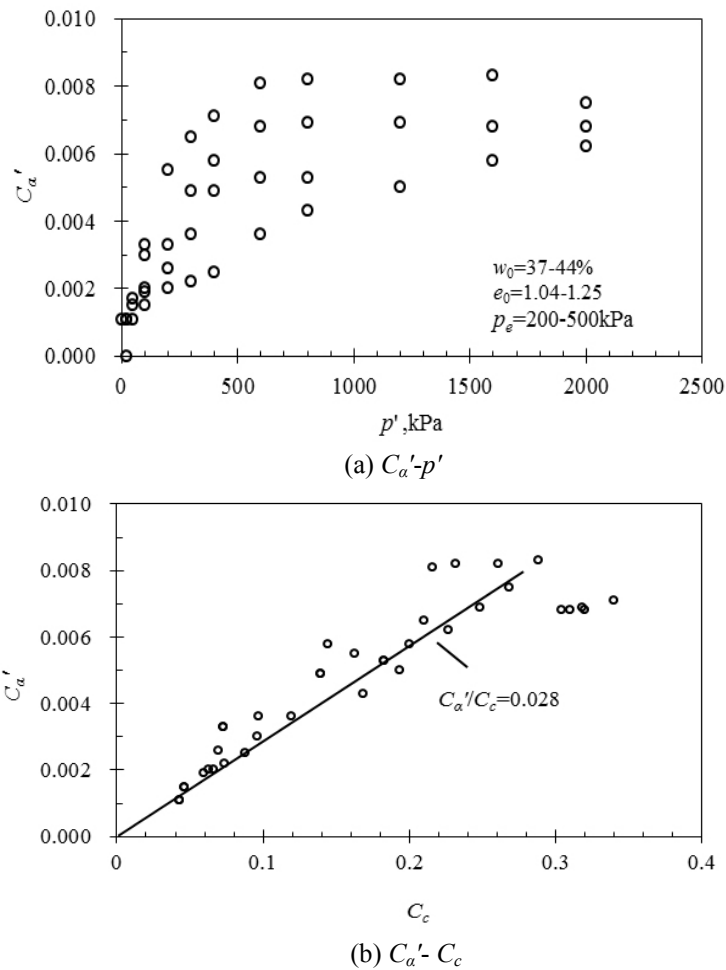 0.010
0.008
0.006
0.004
0.002
0.000
Cα′
w0=37-44%
e0=1.04-1.25
pe=200-500kPa
0 500 1000 1500 2000 2500
p' ,kPa
(a) Cα′-p′
0.010
0.008
0.006
0.004
0.002
0.000
Cα′
Cα′/Cc=0.028
0 0.1 0.2 0.3 0.4
Cc
(b) Cα′- Cc